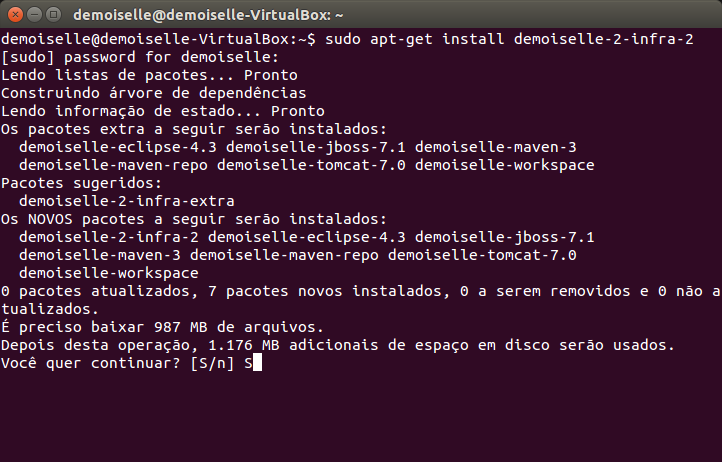 demoiselle@demoiselle-VirtualBox: ~
demoiselle@demoiselle-VirtualBox:~$ sudo apt-get install demoiselle-2-infra-2
[sudo] password for demoiselle:
Lendo listas de pacotes... Pronto
Construindo árvore de dependências
Lendo informação de estado... Pronto
Os pacotes extra a seguir serão instalados:
  demoiselle-eclipse-4.3 demoiselle-jboss-7.1 demoiselle-maven-3
  demoiselle-maven-repo demoiselle-tomcat-7.0 demoiselle-workspace
Pacotes sugeridos:
  demoiselle-2-infra-extra
Os NOVOS pacotes a seguir serão instalados:
  demoiselle-2-infra-2 demoiselle-eclipse-4.3 demoiselle-jboss-7.1
  demoiselle-maven-3 demoiselle-maven-repo demoiselle-tomcat-7.0
  demoiselle-workspace
0 pacotes atualizados, 7 pacotes novos instalados, 0 a serem removidos e 0 não a
tualizados.
É preciso baixar 987 MB de arquivos.
Depois desta operação, 1.176 MB adicionais de espaço em disco serão usados.
Você quer continuar? [S/n] S